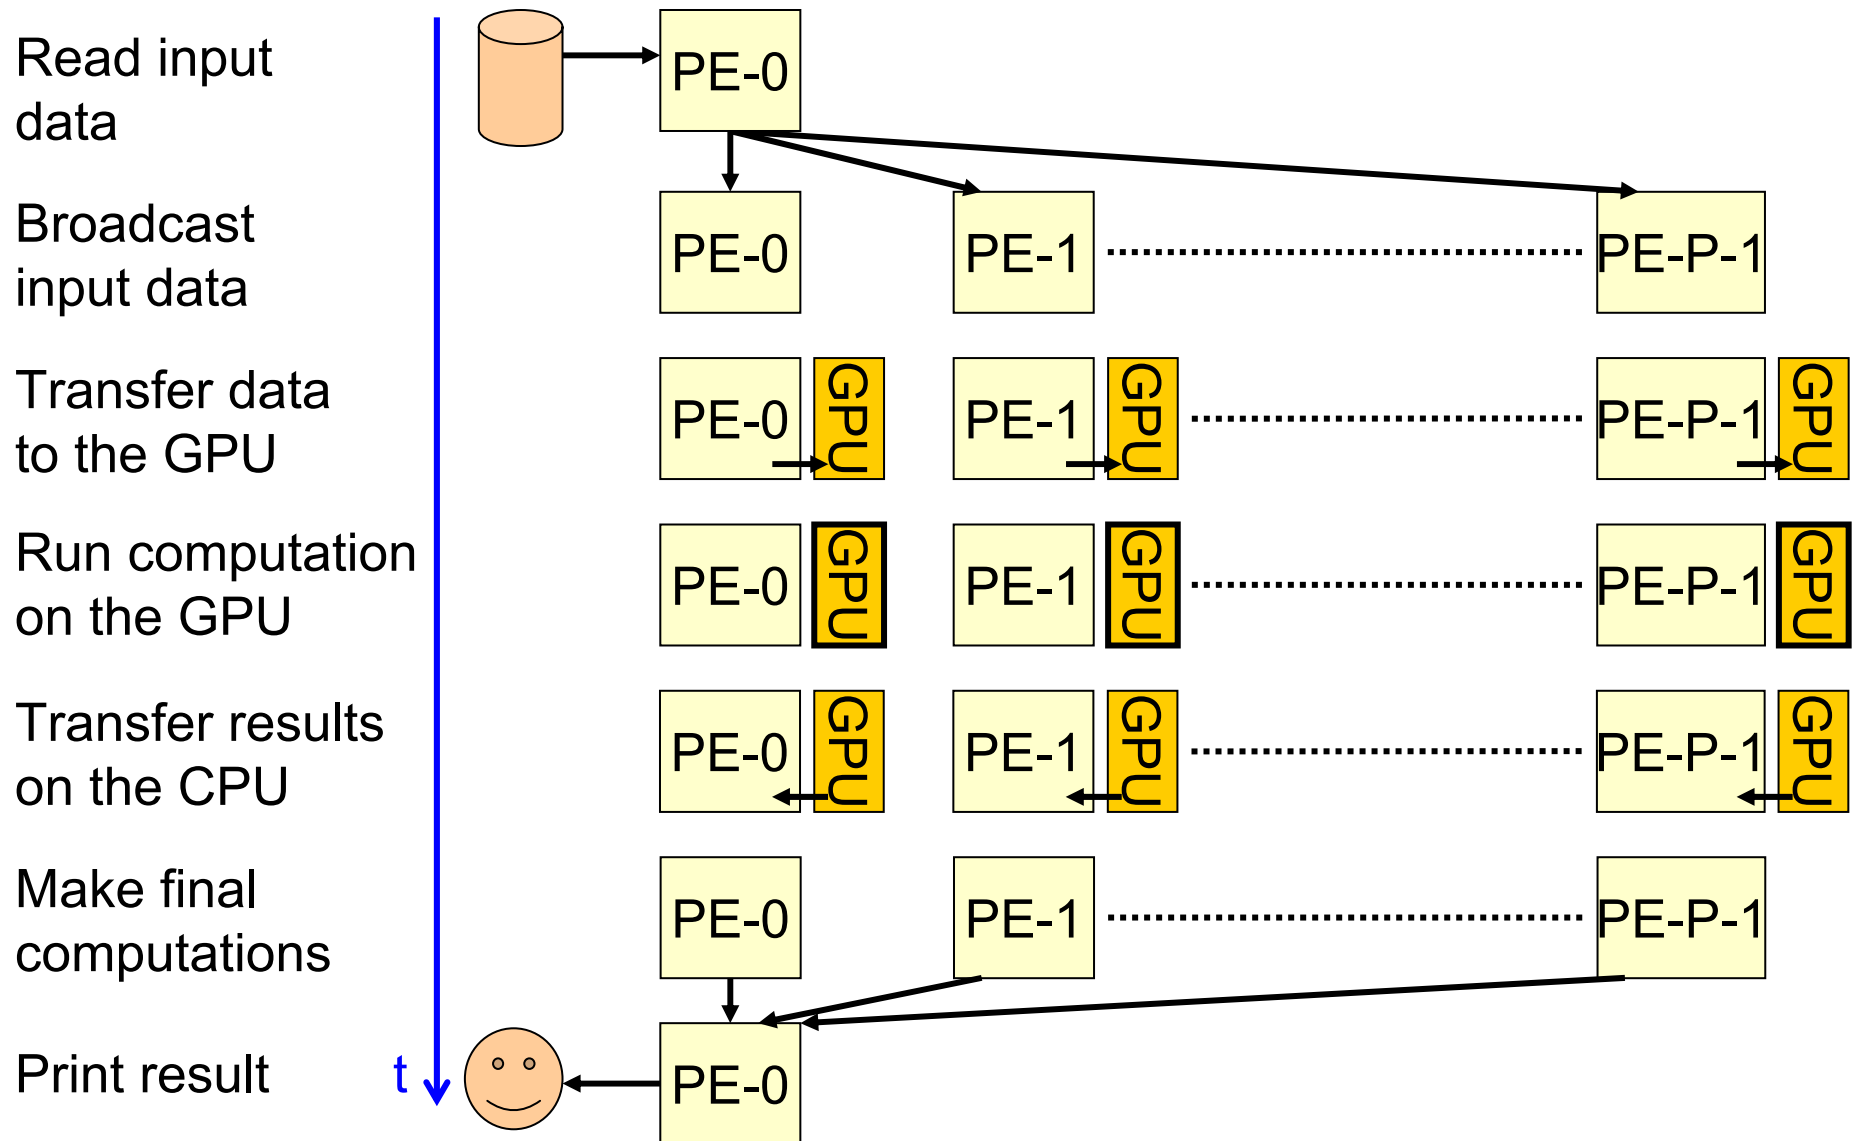 Read input
data
PE-0
Broadcast
input data
PE-0 PE-1 PE-P-1
Transfer data
to the GPU
PE-0 GPU PE-1 GPU PE-P-1 GPU
Run computation
on the GPU
PE-0 GPU PE-1 GPU PE-P-1 GPU
Transfer results
on the CPU
PE-0 GPU PE-1 GPU PE-P-1 GPU
Make final
computations
PE-0 PE-1 PE-P-1
Print result t PE-0